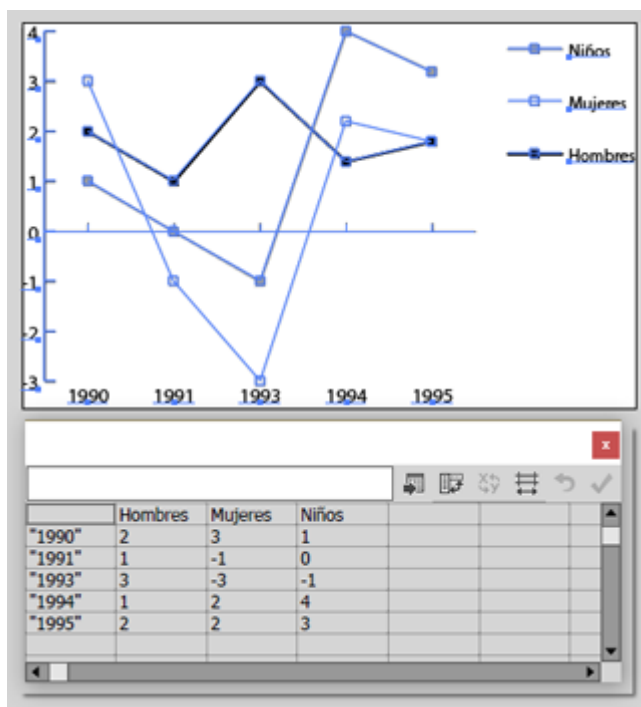 4
3
2
1
0
-1
-2
-3
1990 1991 1993 1994 1995
Niños
Mujeres
Hombres
x
Hombres Mujeres Niños
"1990" 2 3 1
"1991" 1 -1 0
"1993" 3 -3 -1
"1994" 1 2 4
"1995" 2 2 3